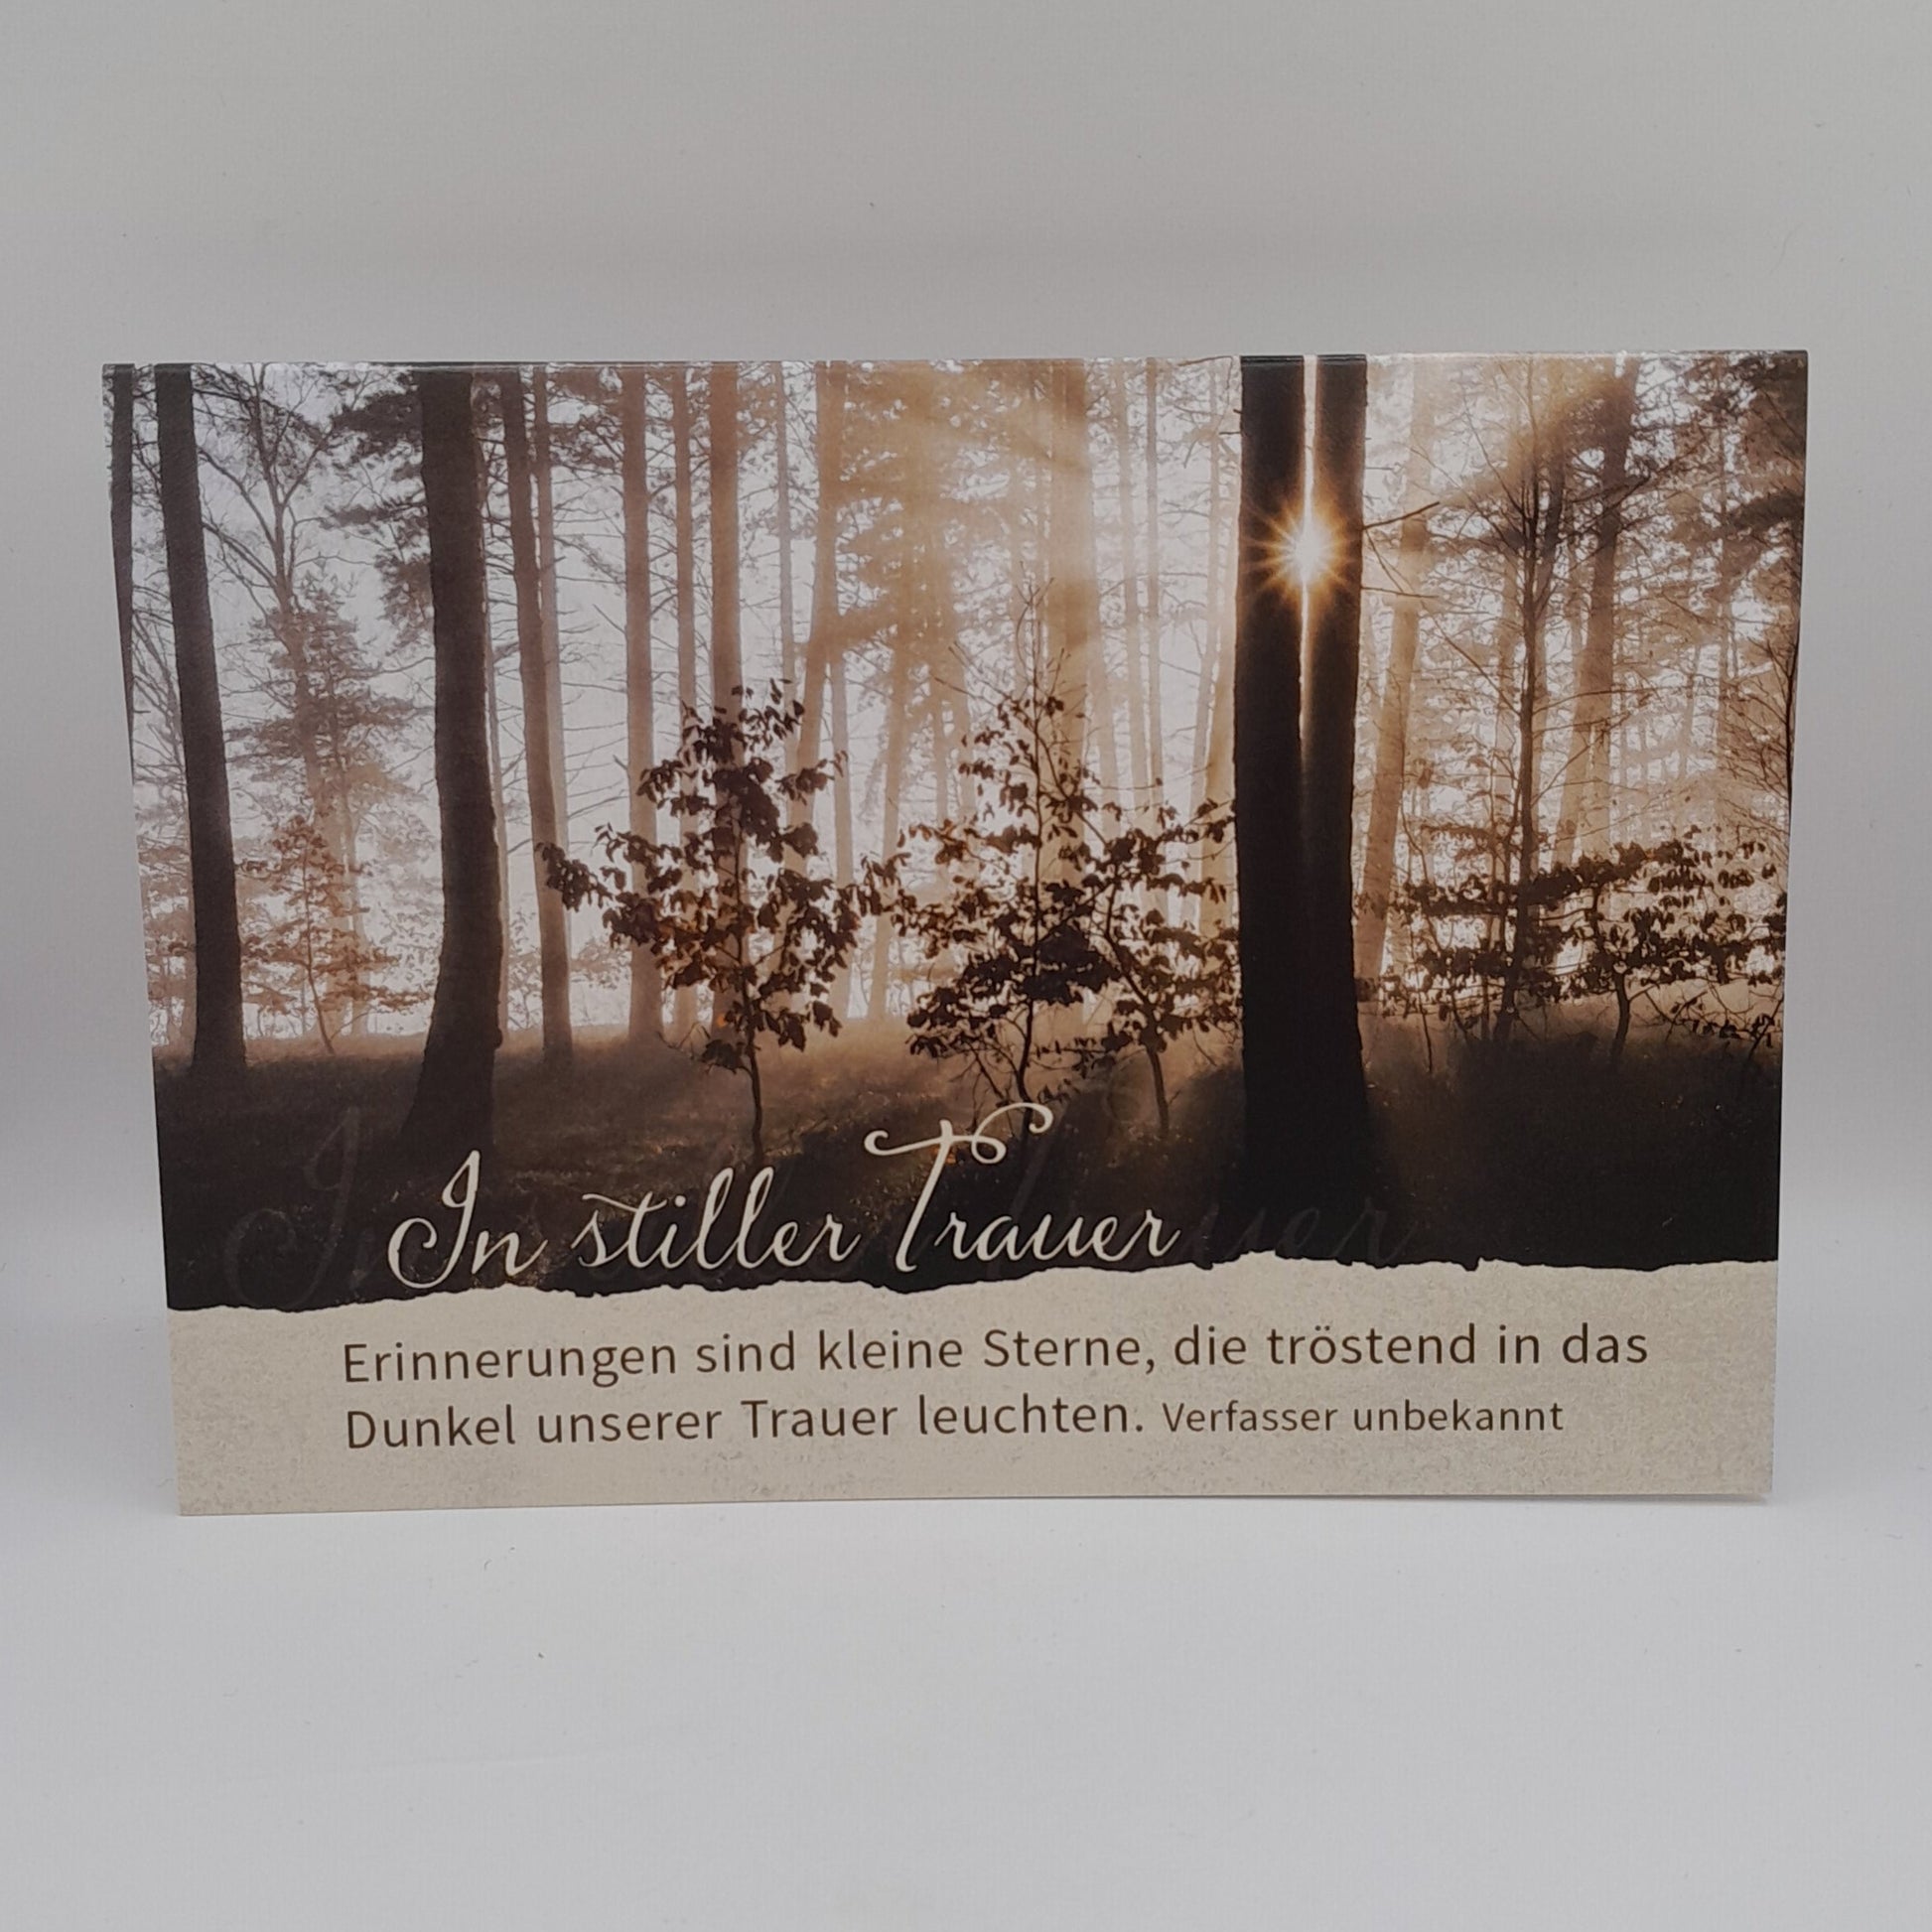 In stiller Trauer
Erinnerungen sind kleine Sterne, die tröstend in das
Dunkel unserer Trauer leuchten. Verfasser unbekannt